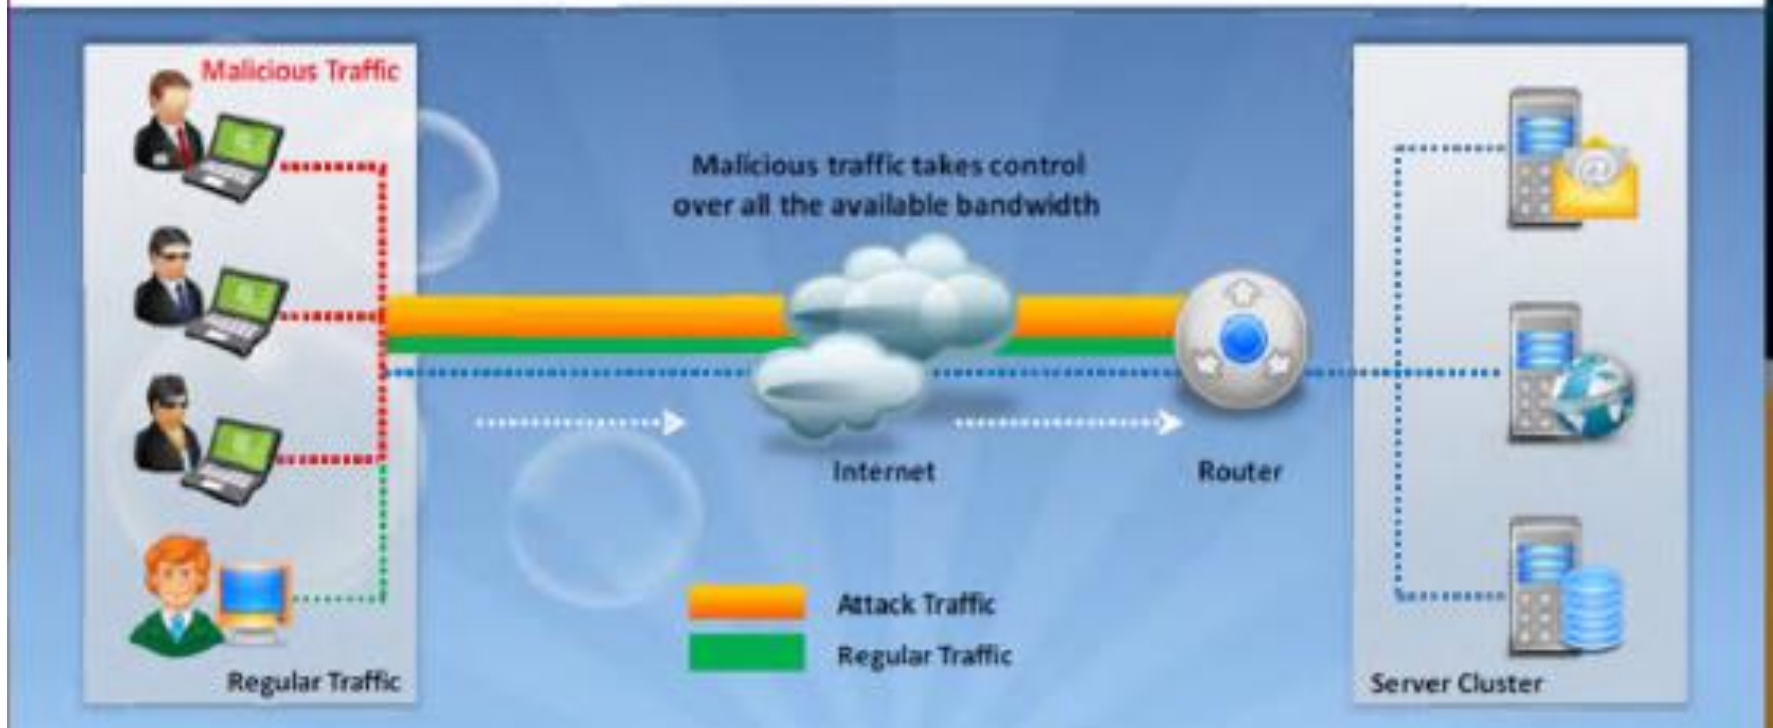 Malicious Traffic
Malicious traffic takes control
over all the available bandwidth
Internet
Router
Attack Traffic
Regular Traffic
Regular Traffic
Server Cluster